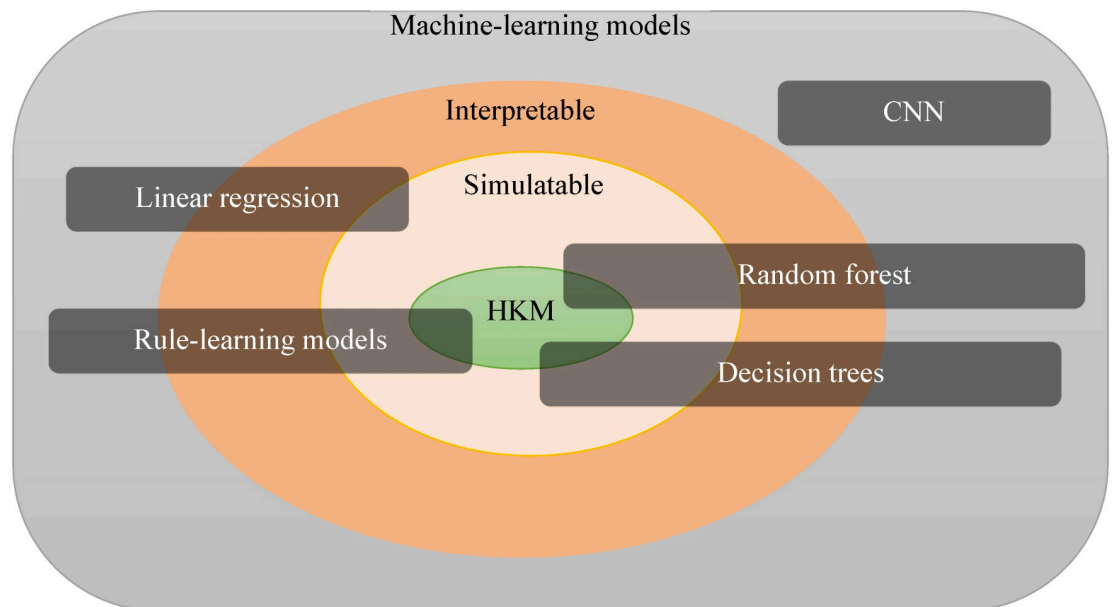 Machine-learning models
Interpretable
CNN
Simulatable
Linear regression
Random forest
HKM
Rule-learning models
Decision trees